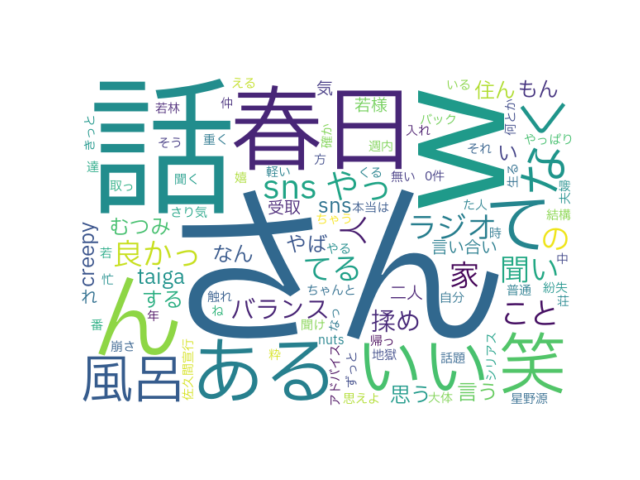 さん
話
春日
W
笑
いい
ある
風呂
ん
なく
て
やっ
sns
sns
本当は
受取
える
仲
気
若様
若林
そう
重く
確か
方
パック
週内
いる
住ん
もん
入れ
何とか
それ
やっぱり
きっと
達
取っ
聞く
嬉
軽い
くる
無い
0件
い
生る
夫婦
さり気
ちゃう
た人
結構
creepy
むつみ
なん
やば
やる
人
ラジオ
時
の
中
良かっ
言い合い
若
taiga
てる
ちゃんと
家
聞い
れ
忙
する
触れ
二人
自分
普通
紛失
荘
バランス
ね
揉め
こと
番
年
聞け
なっ
崩さ
佐久間宣行
粋
nuts
帰っ
地獄
話題
シリアス
アドバイス
ずっと
思えよ
思う
大体
言う
星野源